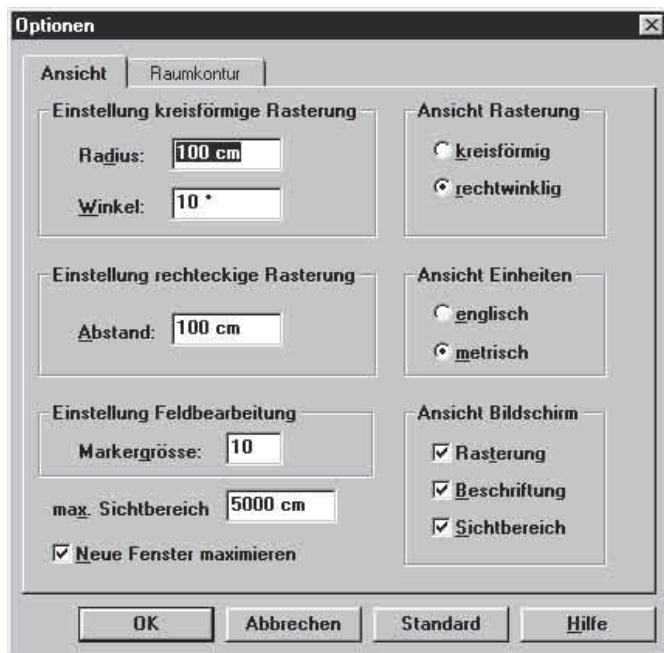 Optionen
Ansicht
Raumkontur
Einstellung kreisförmige Rasterung
Radius: 100 cm
Winkel: 10 °
Einstellung rechteckige Rasterung
Abstand: 100 cm
Einstellung Feldbearbeitung
Markergrösse: 10
max. Sichtbereich 5000 cm
Neue Fenster maximieren
Ansicht Rasterung
kreisförmig
rechtwinklig
Ansicht Einheiten
englisch
metrisch
Ansicht Bildschirm
Rasterung
Beschriftung
Sichtbereich
OK
Abbrechen
Standard
Hilfe